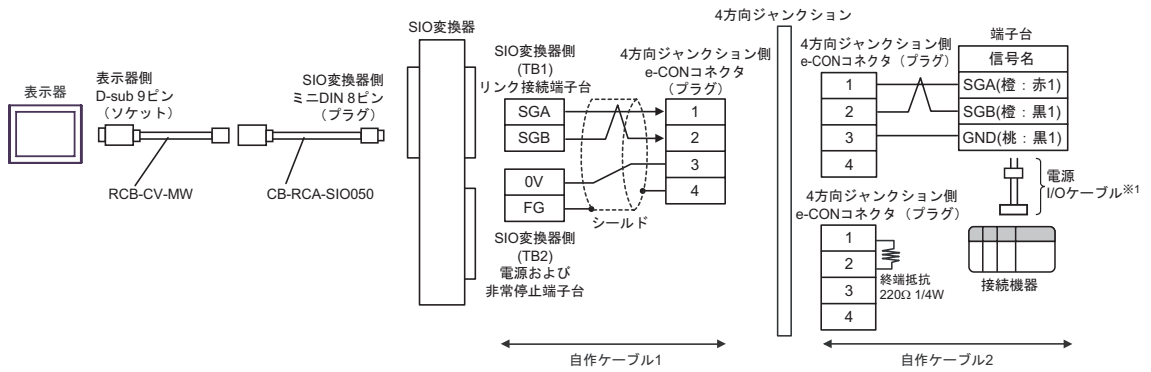 表示器
表示器側
D-sub 9ピン
（ソケット）
RCB-CV-MW
SIO変換器側
ミニDIN 8ピン
（プラグ）
CB-RCA-SIO050
SIO変換器
SIO変換器側
(TB1)
リンク接続端子台
SGA
SGB
0V
FG
SIO変換器側
(TB2)
電源および
非常停止端子台
シールド
4方向ジャンクション側
e-CONコネクタ
（プラグ）
1
2
3
4
自作ケーブル1
4方向ジャンクション
4方向ジャンクション側
e-CONコネクタ（プラグ）
1
2
3
4
4方向ジャンクション側
e-CONコネクタ（プラグ）
1
2
3
4
終端抵抗
220Ω 1/4W
端子台
信号名
SGA(橙：赤1)
SGB(橙：黒1)
GND(桃：黒1)
電源
I/Oケーブル※1
接続機器
自作ケーブル2